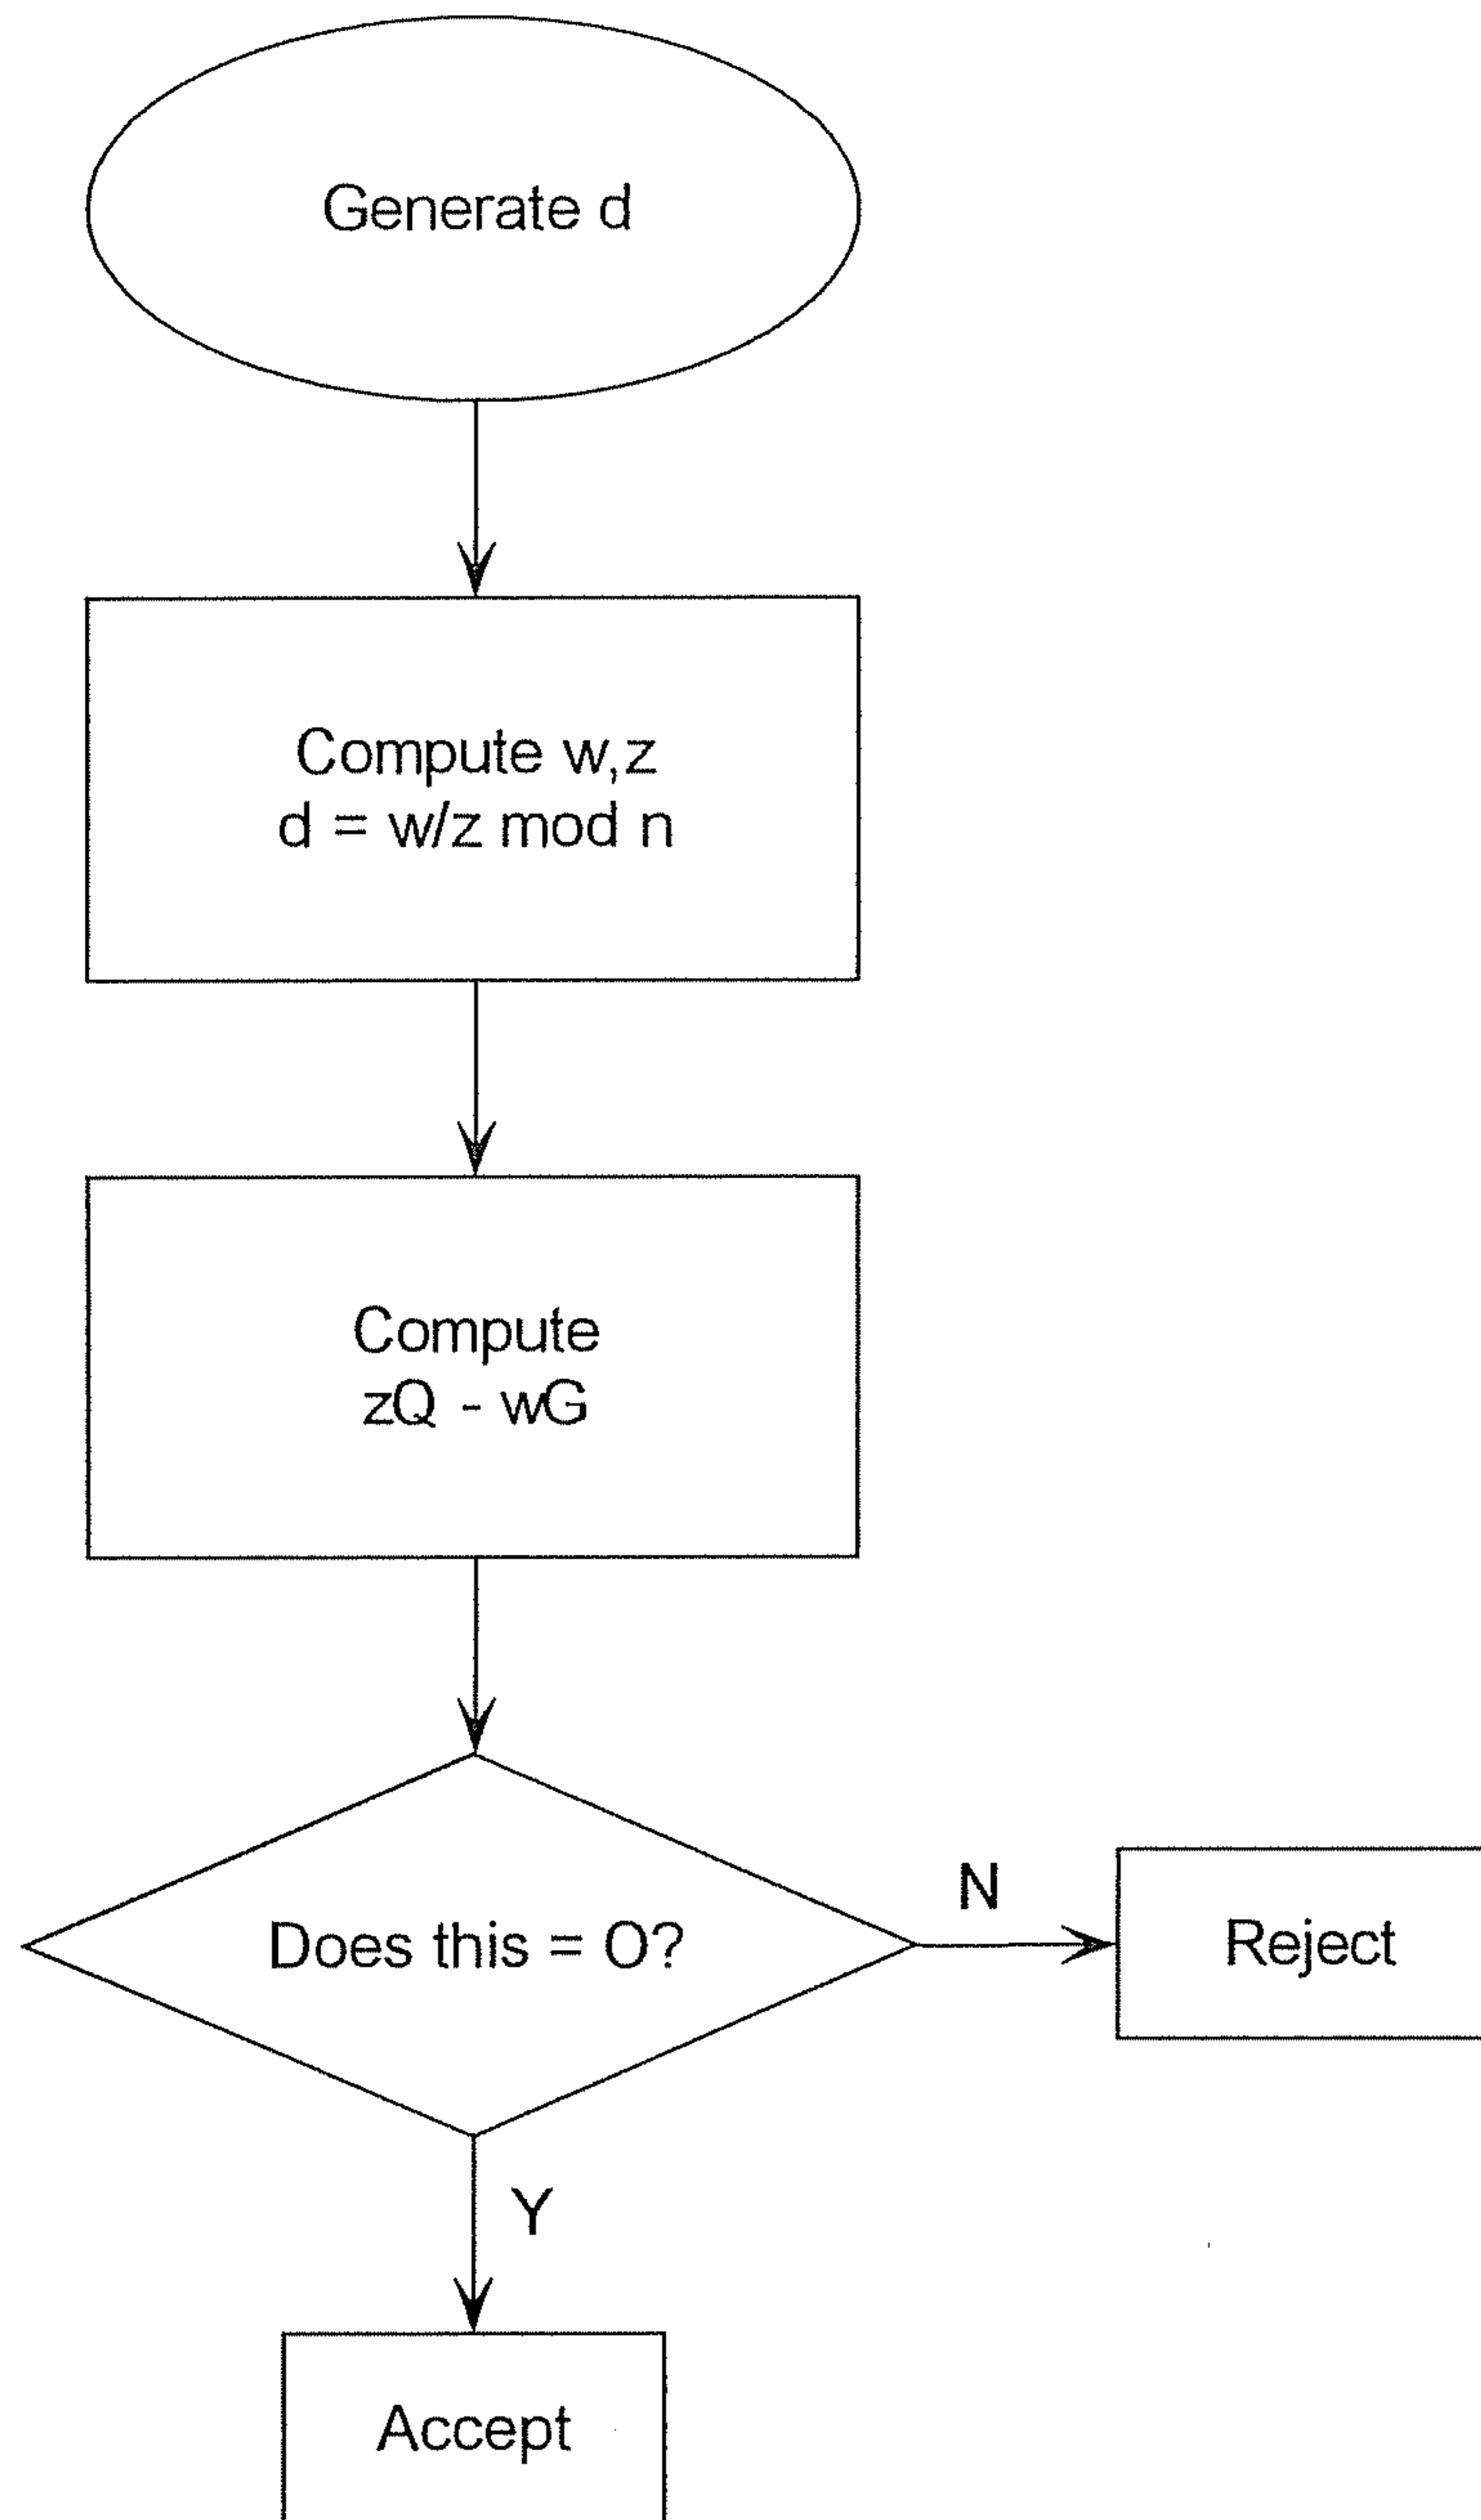 Generate d
Compute w,z
d = w/z mod n
Compute
zQ - wG
Does this = O?
N
Reject
Y
Accept